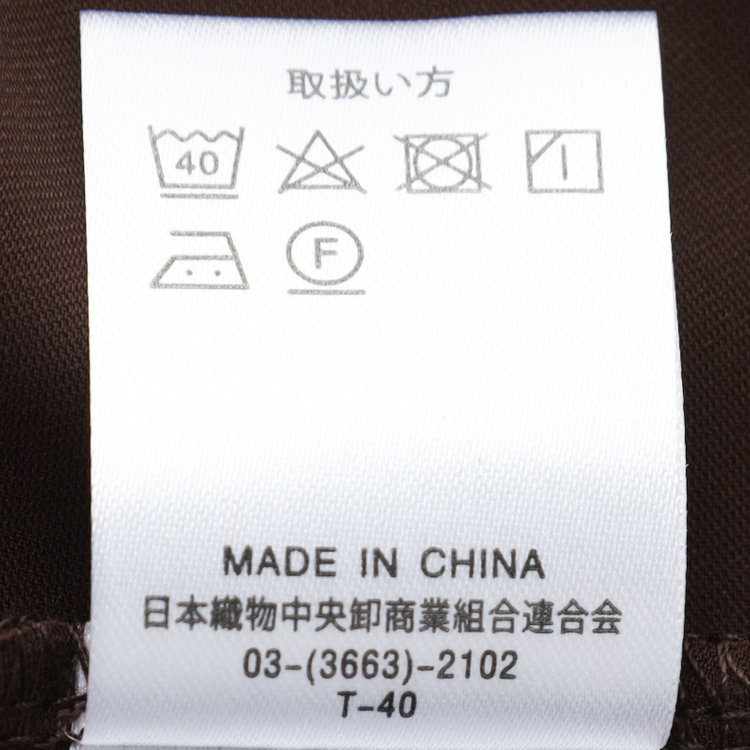 取扱い方
40
F
MADE IN CHINA
日本織物中央卸商業組合連合会
03-(3663)-2102
T-40